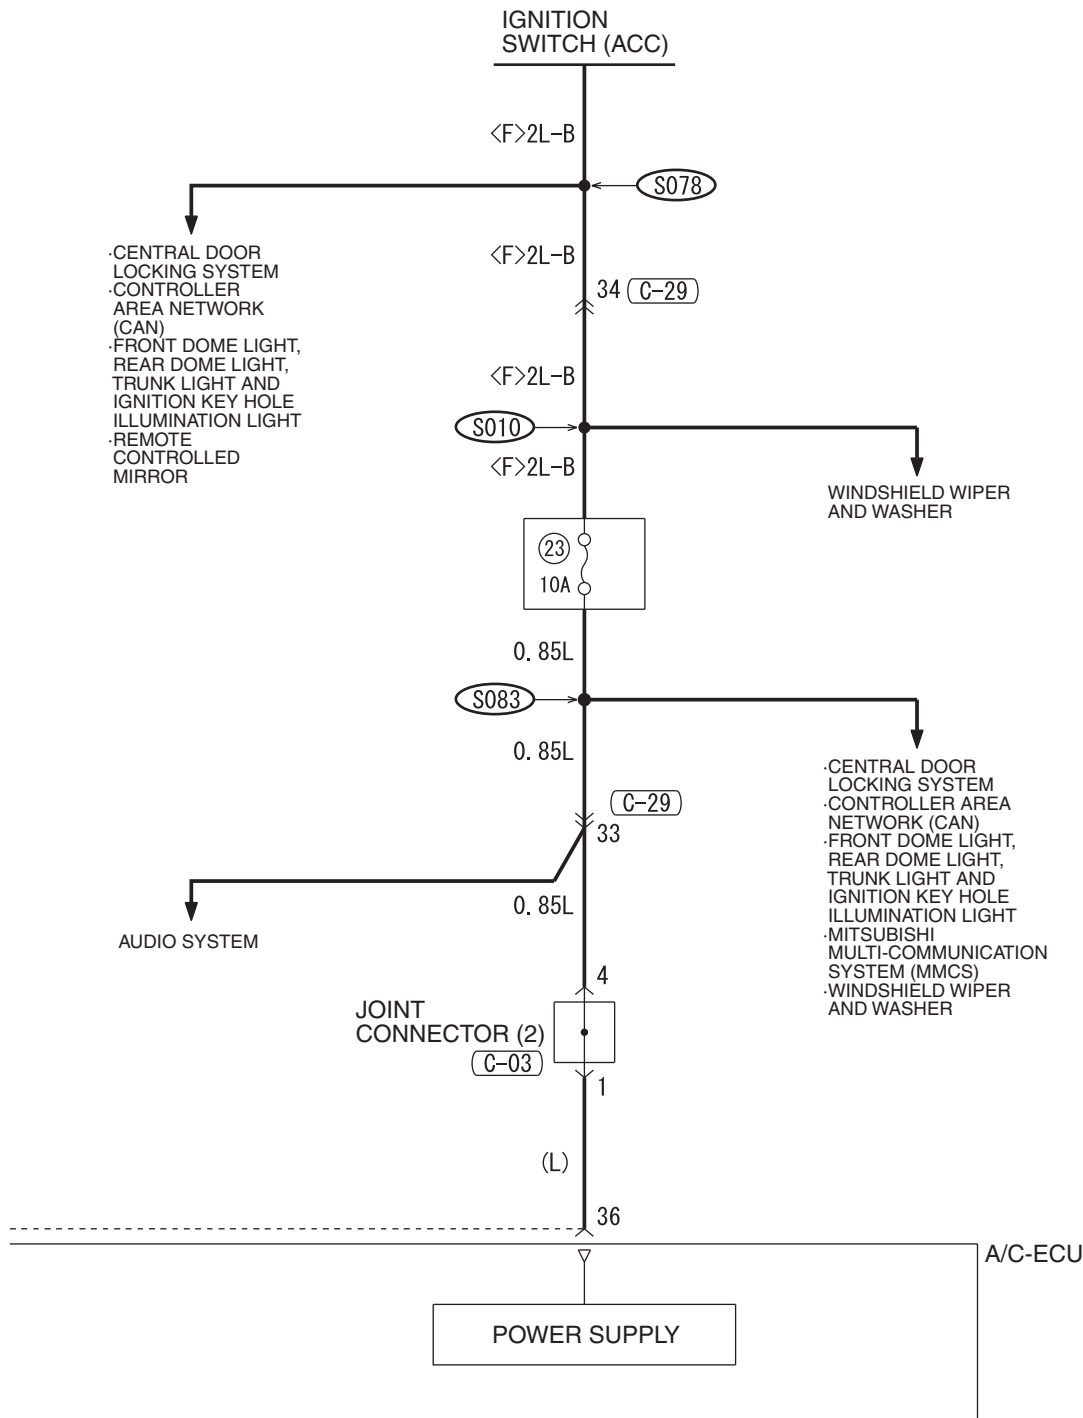 IGNITION
SWITCH (ACC)
<F>2L-B
S078
·CENTRAL DOOR
LOCKING SYSTEM
·CONTROLLER
AREA NETWORK
(CAN)
·FRONT DOME LIGHT,
REAR DOME LIGHT,
TRUNK LIGHT AND
IGNITION KEY HOLE
ILLUMINATION LIGHT
·REMOTE
CONTROLLED
MIRROR
<F>2L-B
34 C-29
<F>2L-B
S010
<F>2L-B
WINDSHIELD WIPER
AND WASHER
23
10A
0.85L
S083
0.85L
·CENTRAL DOOR
LOCKING SYSTEM
·CONTROLLER AREA
NETWORK (CAN)
·FRONT DOME LIGHT,
REAR DOME LIGHT,
TRUNK LIGHT AND
IGNITION KEY HOLE
ILLUMINATION LIGHT
·MITSUBISHI
MULTI-COMMUNICATION
SYSTEM (MMCS)
·WINDSHIELD WIPER
AND WASHER
C-29
33
0.85L
AUDIO SYSTEM
4
JOINT
CONNECTOR (2)
C-03
1
(L)
36
A/C-ECU
POWER SUPPLY